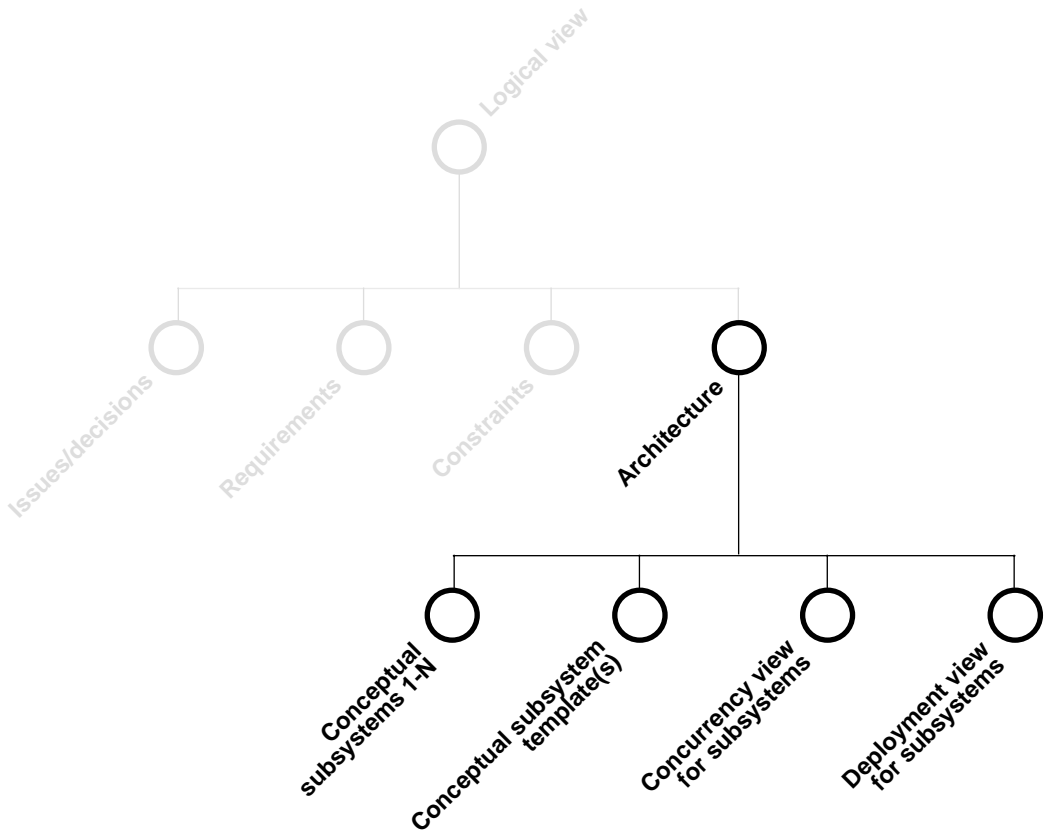 Logical view
Issues/decisions
Requirements
Constraints
Architecture
Conceptual
subsystems 1-N
Conceptual subsystem
template(s)
Concurrency view
for subsystems
Deployment view
for subsystems